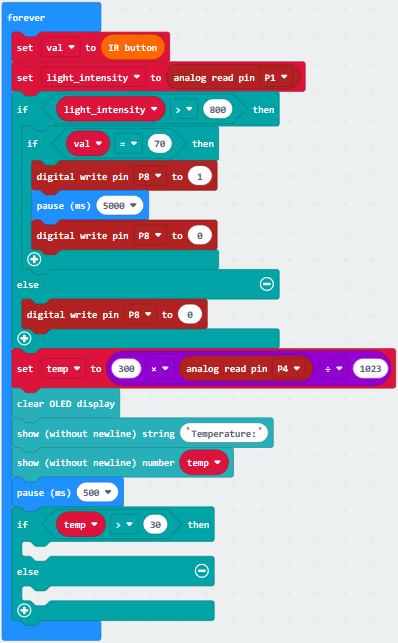 forever
set val to IR button
set light_intensity to analog read pin P1
if light_intensity > 800 then
if val = 70 then
digital write pin P8 to 1
pause (ms) 5000
digital write pin P8 to 0
else
digital write pin P8 to 0
set temp to 300 × analog read pin P4 ÷ 1023
clear OLED display
show (without newline) string "Temperature:"
show (without newline) number temp
pause (ms) 500
if temp > 30 then
else